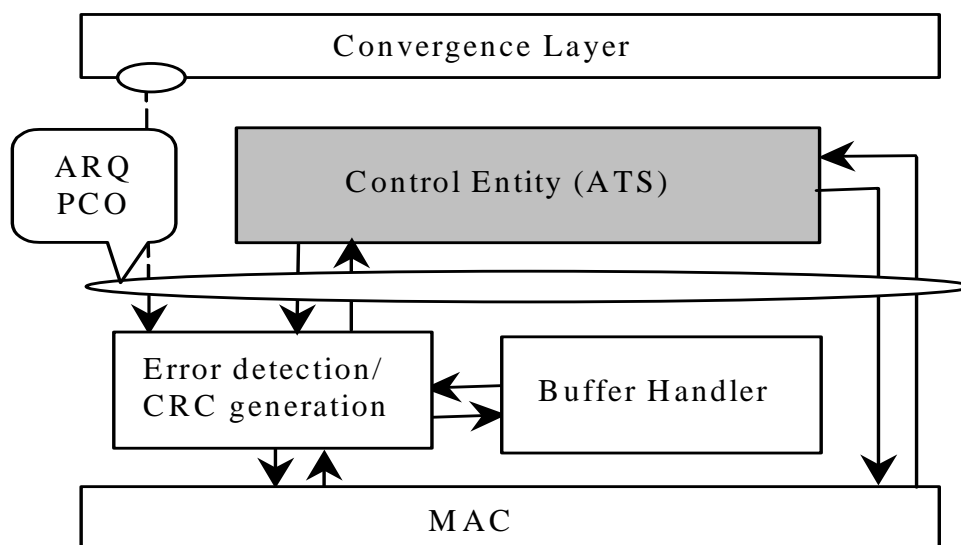 Convergence Layer
ARQ
PCO
Control Entity (ATS)
Error detection/
CRC generation
Buffer Handler
MAC